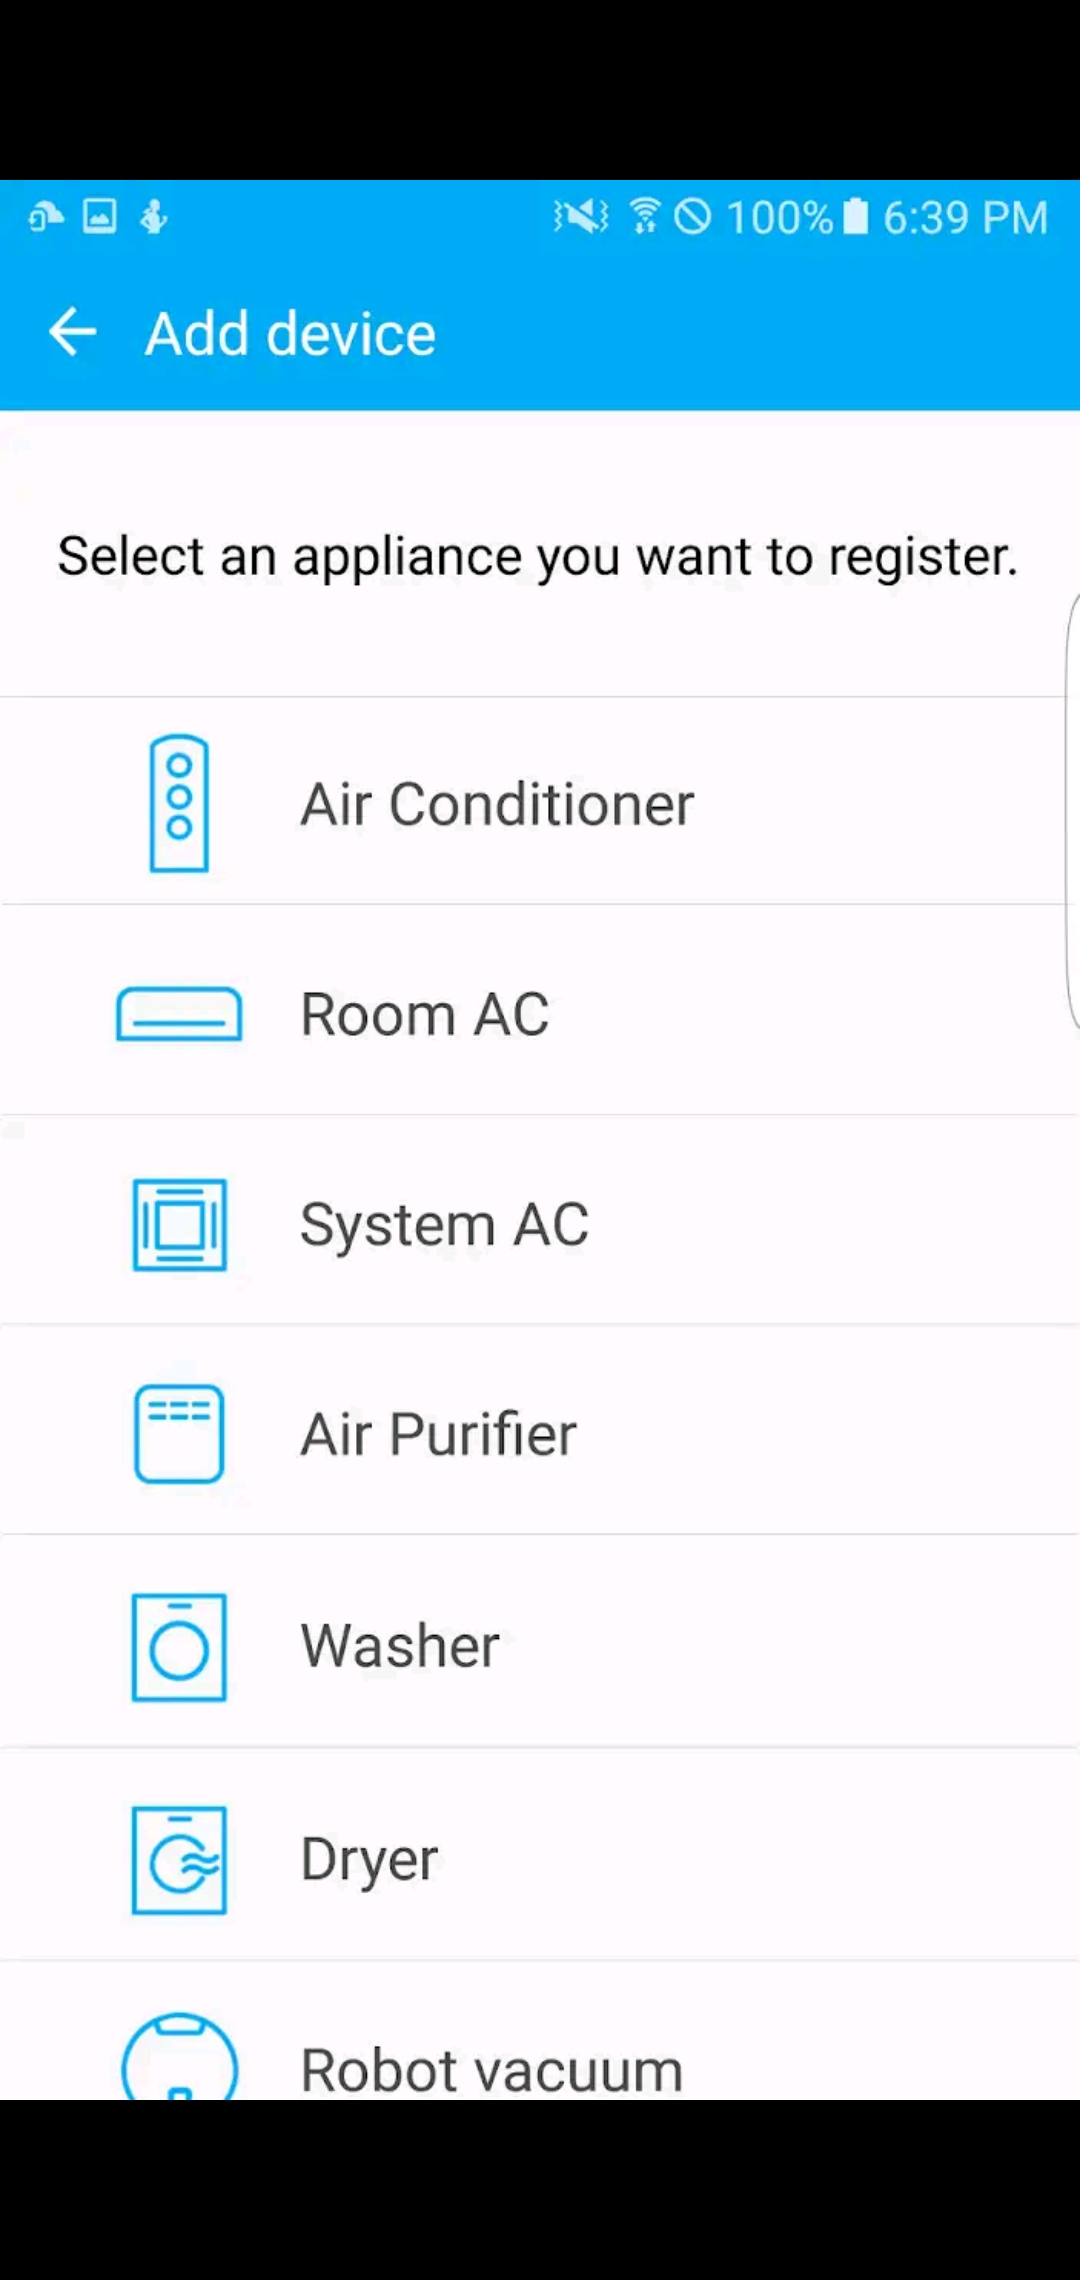 100% 6:39 PM
Add device
Select an appliance you want to register.
Air Conditioner
Room AC
System AC
Air Purifier
Washer
Dryer
Robot vacuum